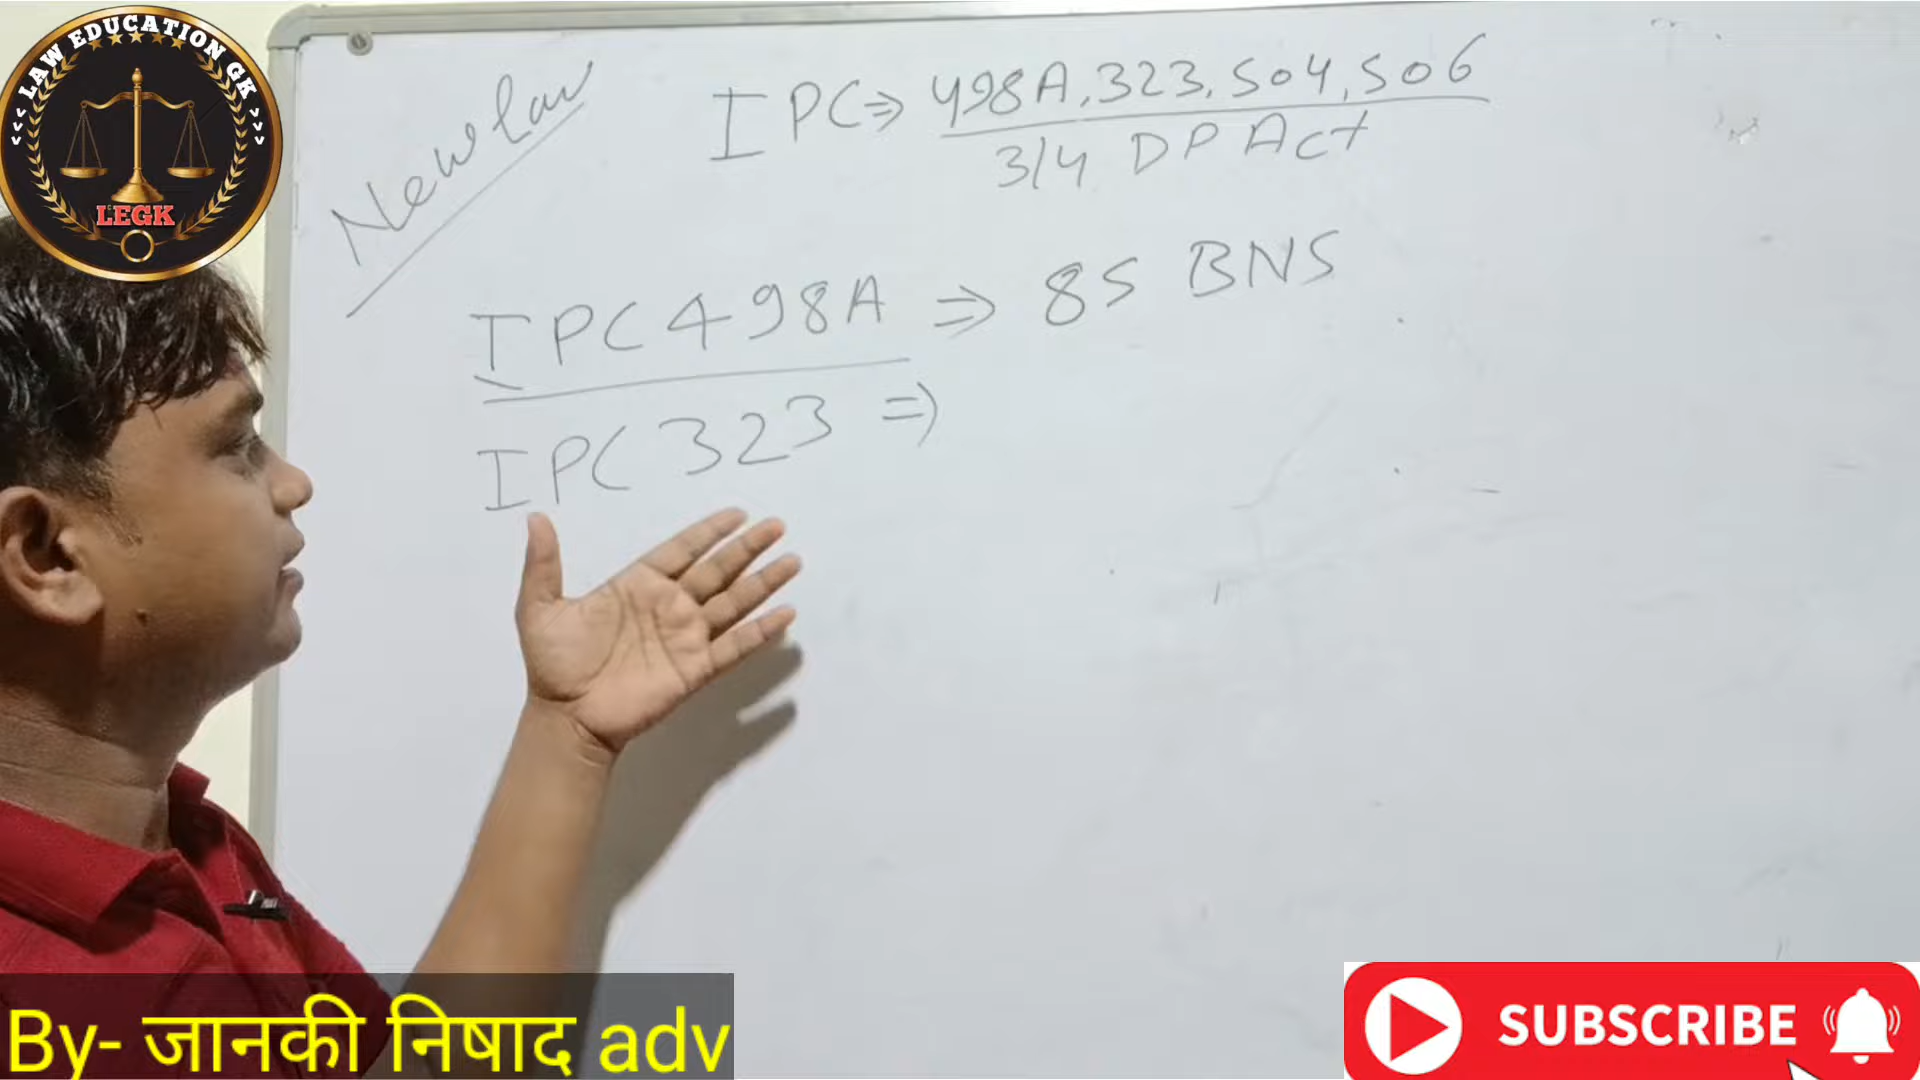 <<< LAW EDUCATION GK >>>
LEGK
New law
IPC ⇒ 498A, 323, 504, 506
3/4 DP Act
IPC 498A ⇒ 85 BNS
IPC 323 ⇒
By- जानकी निषाद adv
SUBSCRIBE